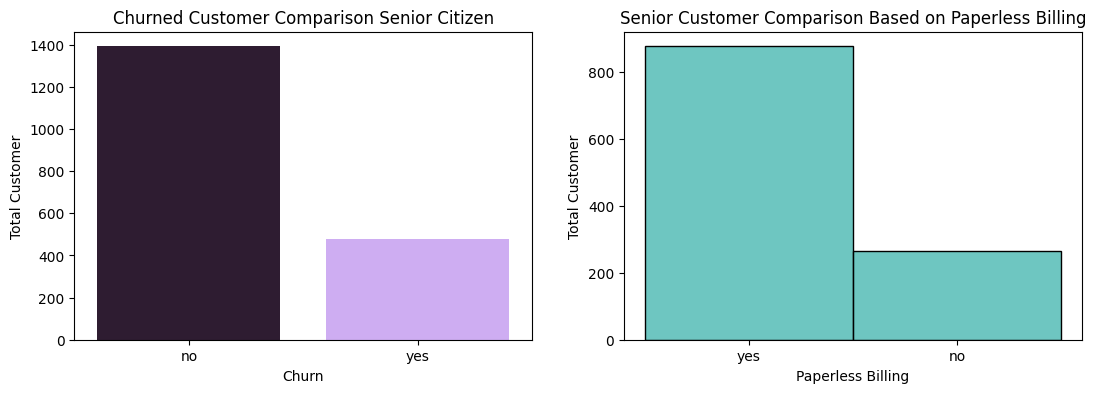 Churned Customer Comparison Senior Citizen
Total Customer
1400
1200
1000
800
600
400
200
0
no yes
Churn
Senior Customer Comparison Based on Paperless Billing
Total Customer
800
600
400
200
0
yes no
Paperless Billing